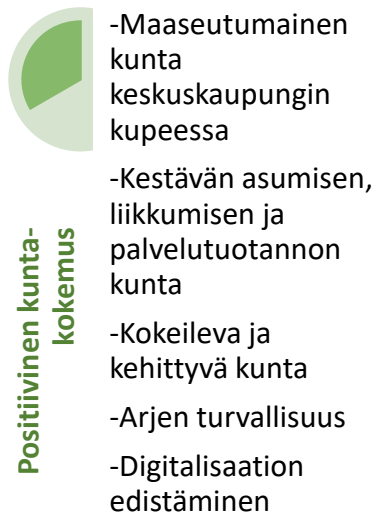 -Maaseutumainen
kunta
keskuskaupungin
kupeessa
-Kestävän asumisen,
liikkumisen ja
palvelutuotannon
kunta
-Kokeileva ja
kehittyvä kunta
-Arjen turvallisuus
-Digitalisaation
edistäminen
Positiivinen kunta-
kokemus